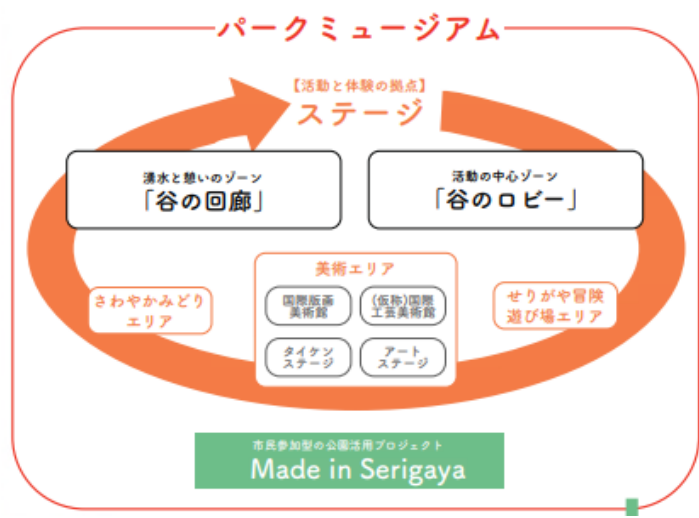 パークミュージアム
【活動と体験の拠点】
ステージ
湧水と憩いのゾーン
「谷の回廊」
活動の中心ゾーン
「谷のロビー」
さわやかみどり
エリア
美術エリア
国際版画
美術館
(仮称)国際
工芸美術館
タイケン
ステージ
アート
ステージ
せりがや冒険
遊び場エリア
市民参加型の公園活用プロジェクト
Made in Serigaya